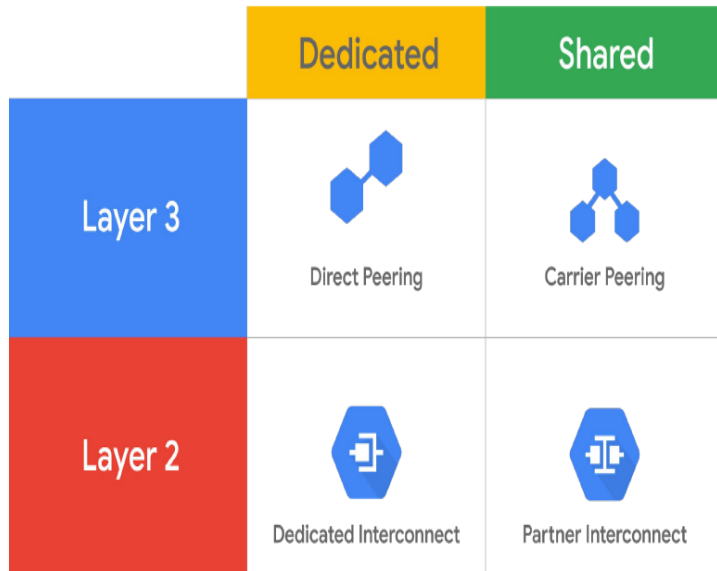 Dedicated
Shared
Layer 3
Direct Peering
Carrier Peering
Layer 2
Dedicated Interconnect
Partner Interconnect